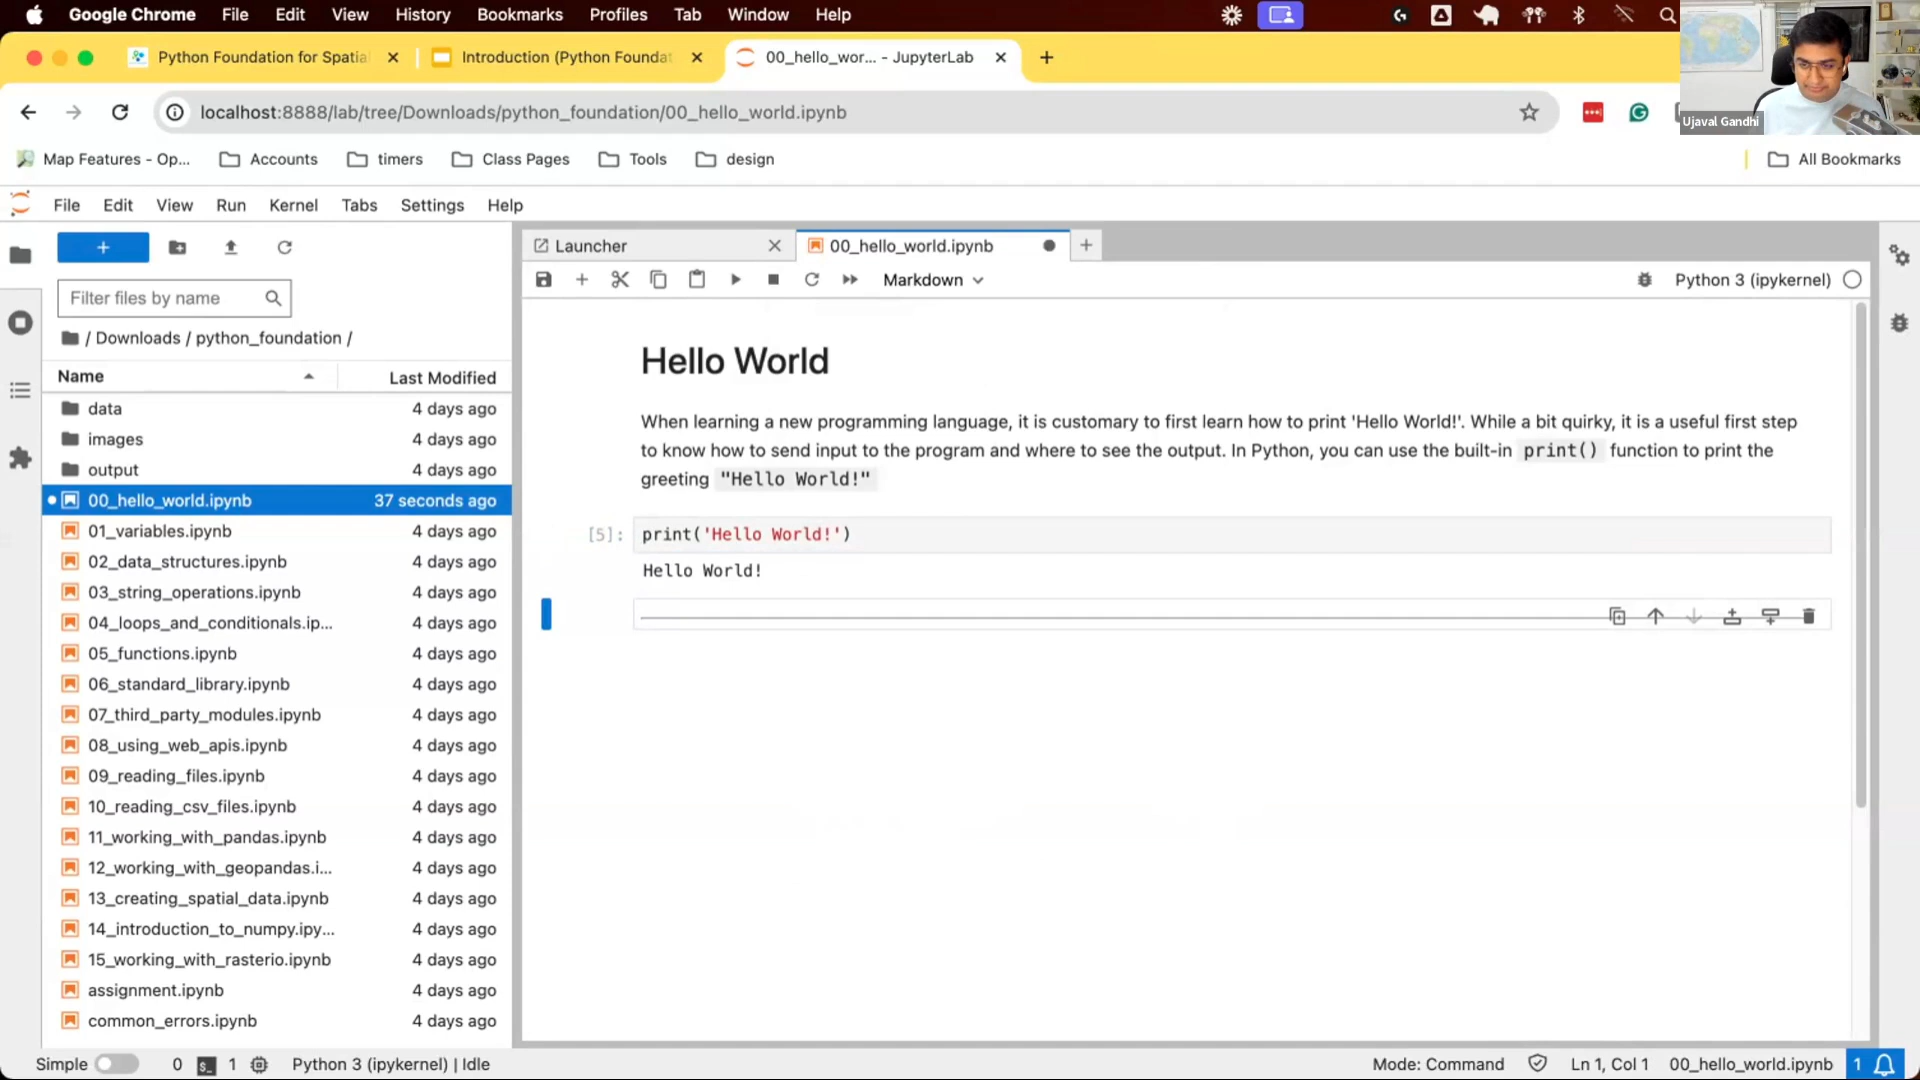 Google Chrome File Edit View History Bookmarks Profiles Tab Window Help
Python Foundation for Spatia
Introduction (Python Foundat
00_hello_wor... - JupyterLab
localhost:8888/lab/tree/Downloads/python_foundation/00_hello_world.ipynb
Ujaval Gandhi
Map Features - Op... Accounts timers Class Pages Tools design All Bookmarks
File Edit View Run Kernel Tabs Settings Help
Launcher
00_hello_world.ipynb
Markdown
Python 3 (ipykernel)
Filter files by name
/ Downloads / python_foundation /
Name Last Modified
data 4 days ago
images 4 days ago
output 4 days ago
00_hello_world.ipynb 37 seconds ago
01_variables.ipynb 4 days ago
02_data_structures.ipynb 4 days ago
03_string_operations.ipynb 4 days ago
04_loops_and_conditionals.ip... 4 days ago
05_functions.ipynb 4 days ago
06_standard_library.ipynb 4 days ago
07_third_party_modules.ipynb 4 days ago
08_using_web_apis.ipynb 4 days ago
09_reading_files.ipynb 4 days ago
10_reading_csv_files.ipynb 4 days ago
11_working_with_pandas.ipynb 4 days ago
12_working_with_geopandas.i... 4 days ago
13_creating_spatial_data.ipynb 4 days ago
14_introduction_to_numpy.ipy... 4 days ago
15_working_with_rasterio.ipynb 4 days ago
assignment.ipynb 4 days ago
common_errors.ipynb 4 days ago
Hello World
When learning a new programming language, it is customary to first learn how to print 'Hello World!'. While a bit quirky, it is a useful first step
to know how to send input to the program and where to see the output. In Python, you can use the built-in print() function to print the
greeting "Hello World!"
[5]: print('Hello World!')
Hello World!
Simple 0 1 Python 3 (ipykernel) | Idle Mode: Command Ln 1, Col 1 00_hello_world.ipynb 1